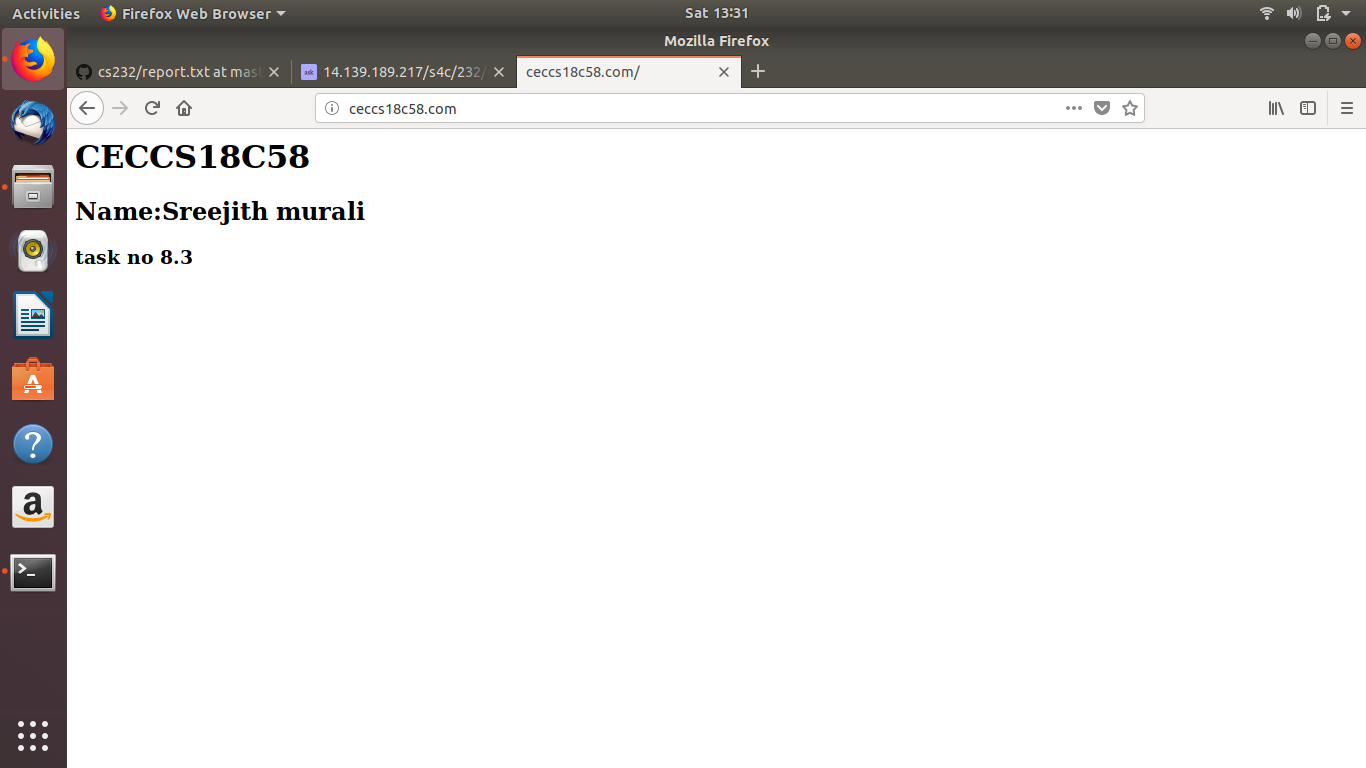 Activities Firefox Web Browser Sat 13:31
Mozilla Firefox
cs232/report.txt at mas 14.139.189.217/s4c/232/ ceccs18c58.com/
ceccs18c58.com
CECCS18C58
Name:Sreejith murali
task no 8.3